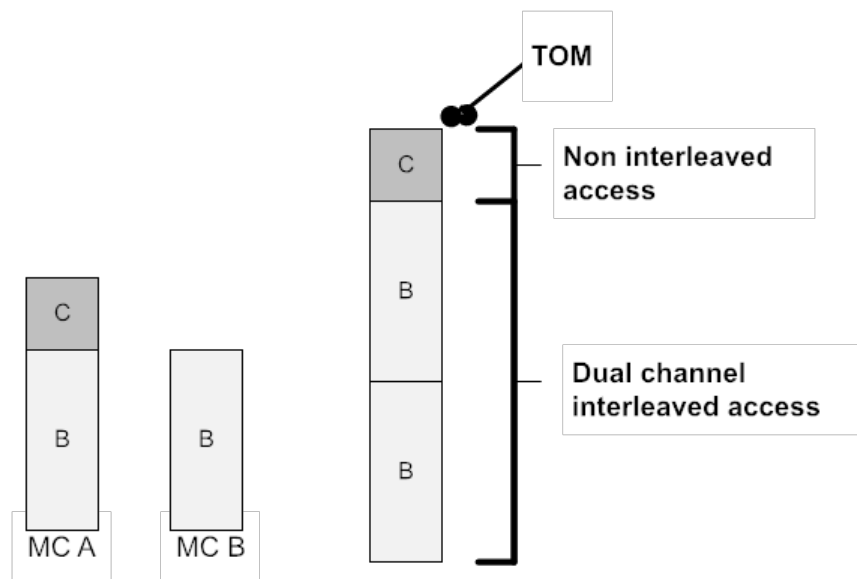 TOM
C
Non interleaved
access
B
C
B
B
Dual channel
interleaved access
B
MC A
MC B